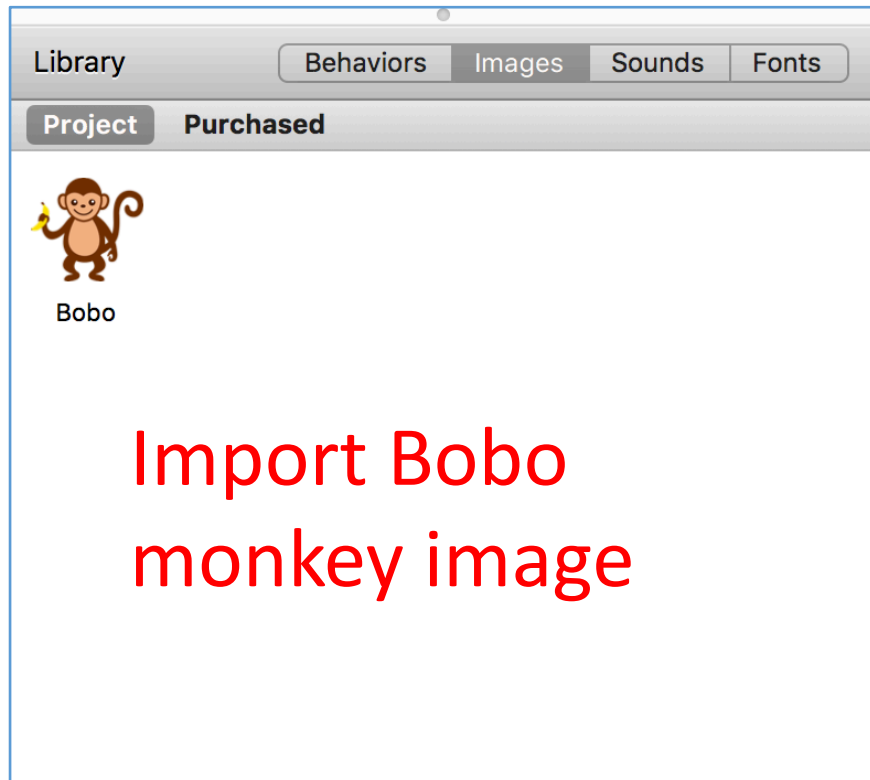 Library Behaviors Images Sounds Fonts
Project Purchased
Bobo
Import Bobo
monkey image